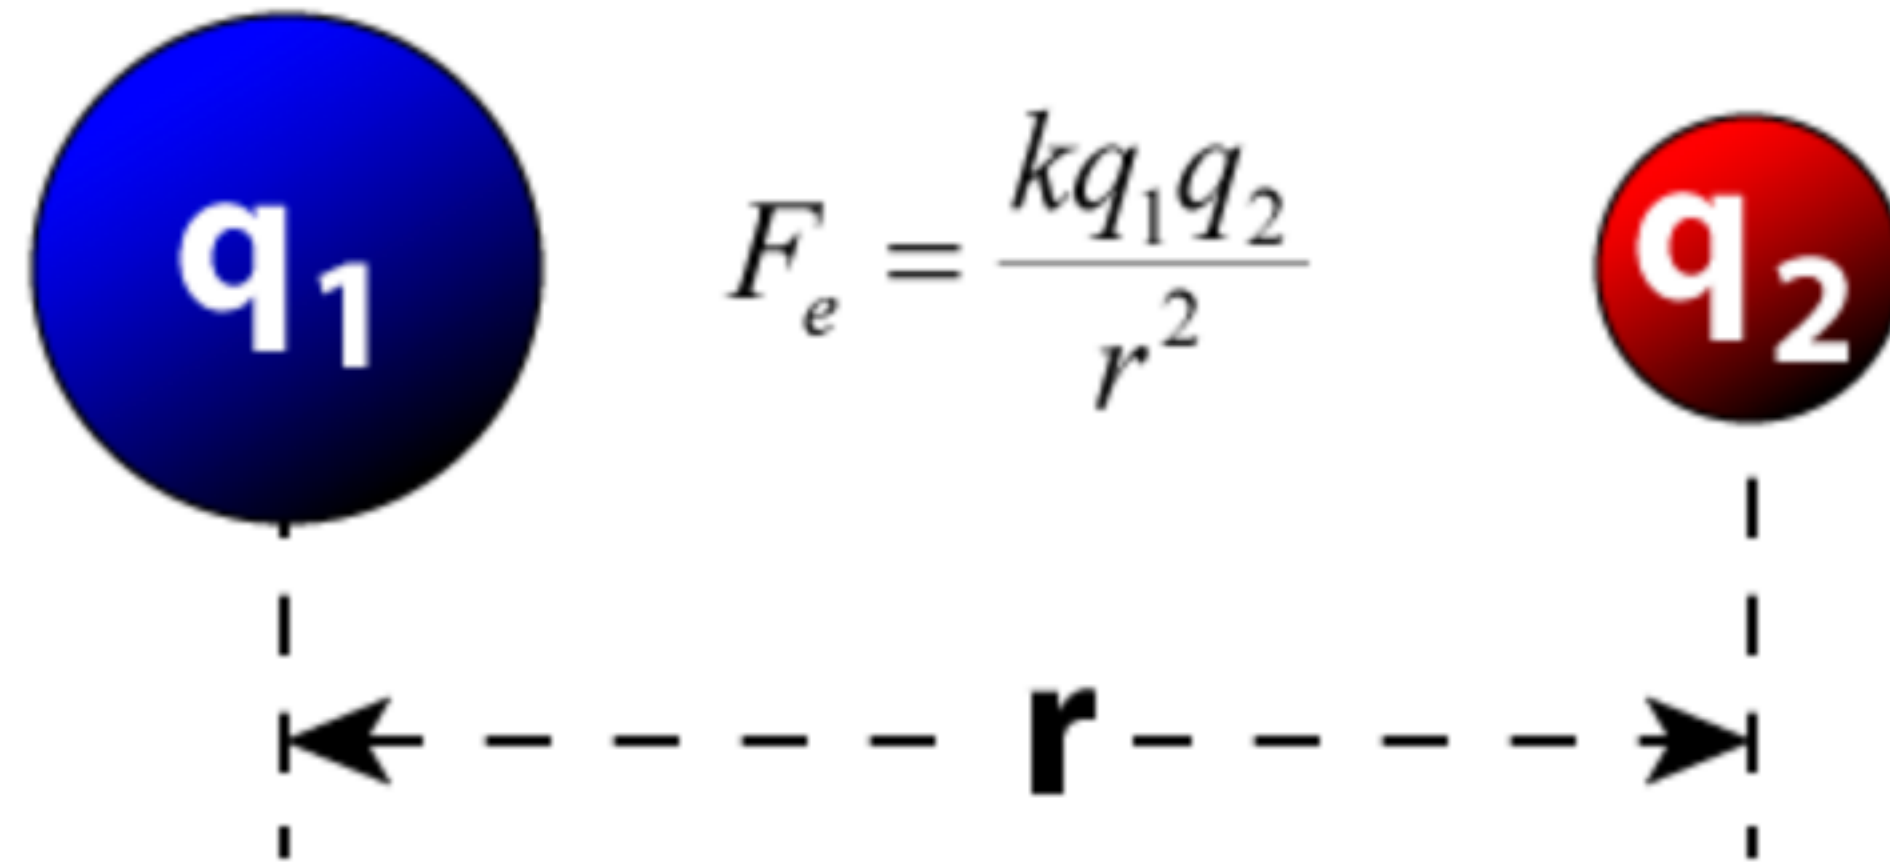 q₁
Fₑ = kq₁q₂ / r²
q₂
r